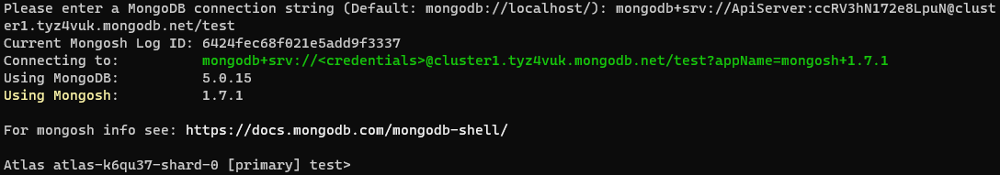 Please enter a MongoDB connection string (Default: mongodb://localhost/): mongodb+srv://ApiServer:ccRV3hN172e8LpuN@clust
er1.tyz4vuk.mongodb.net/test
Current Mongosh Log ID: 6424fec68f021e5add9f3337
Connecting to: mongodb+srv://<credentials>@cluster1.tyz4vuk.mongodb.net/test?appName=mongosh+1.7.1
Using MongoDB: 5.0.15
Using Mongosh: 1.7.1
For mongosh info see: https://docs.mongodb.com/mongodb-shell/
Atlas atlas-k6qu37-shard-0 [primary] test>